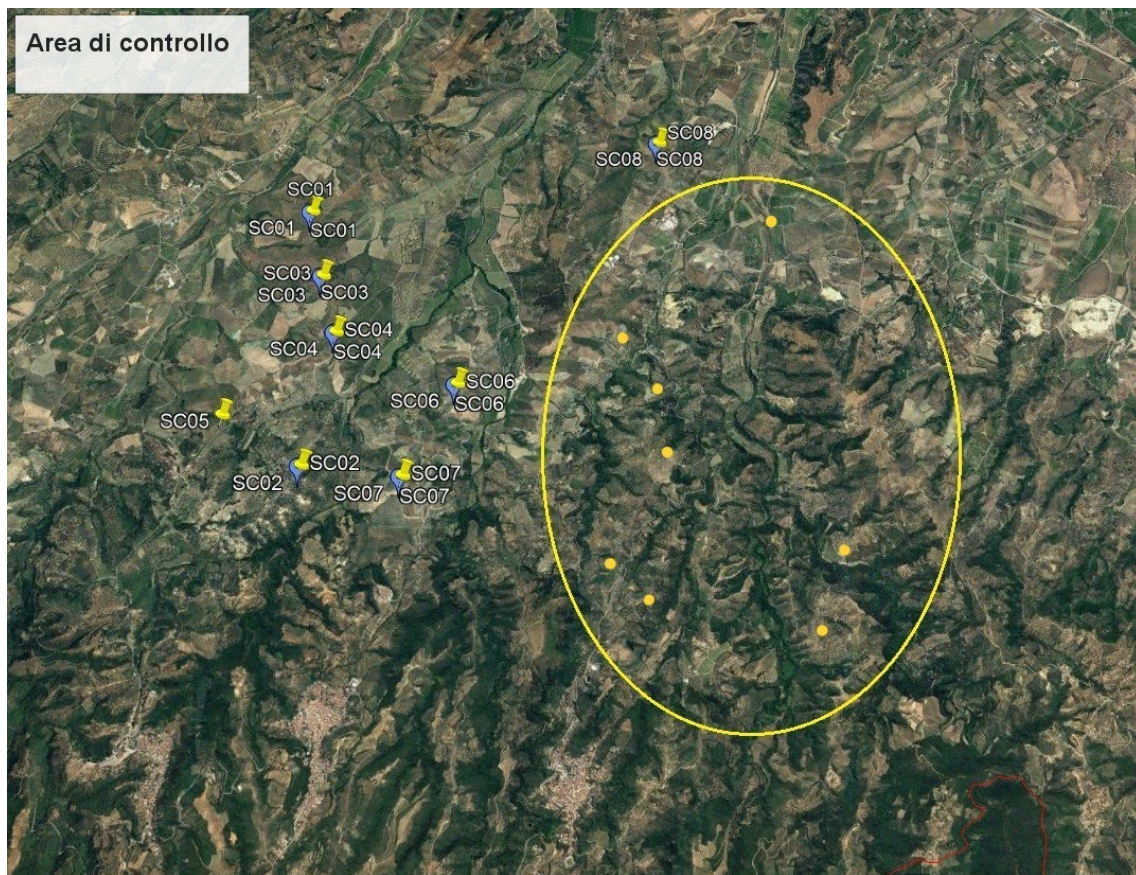 Area di controllo
SC08
SC08 SC08
SC01
SC01 SC01
SC03
SC03 SC03
SC04
SC04 SC04
SC06
SC06 SC06
SC05
SC02
SC02
SC07
SC07 SC07